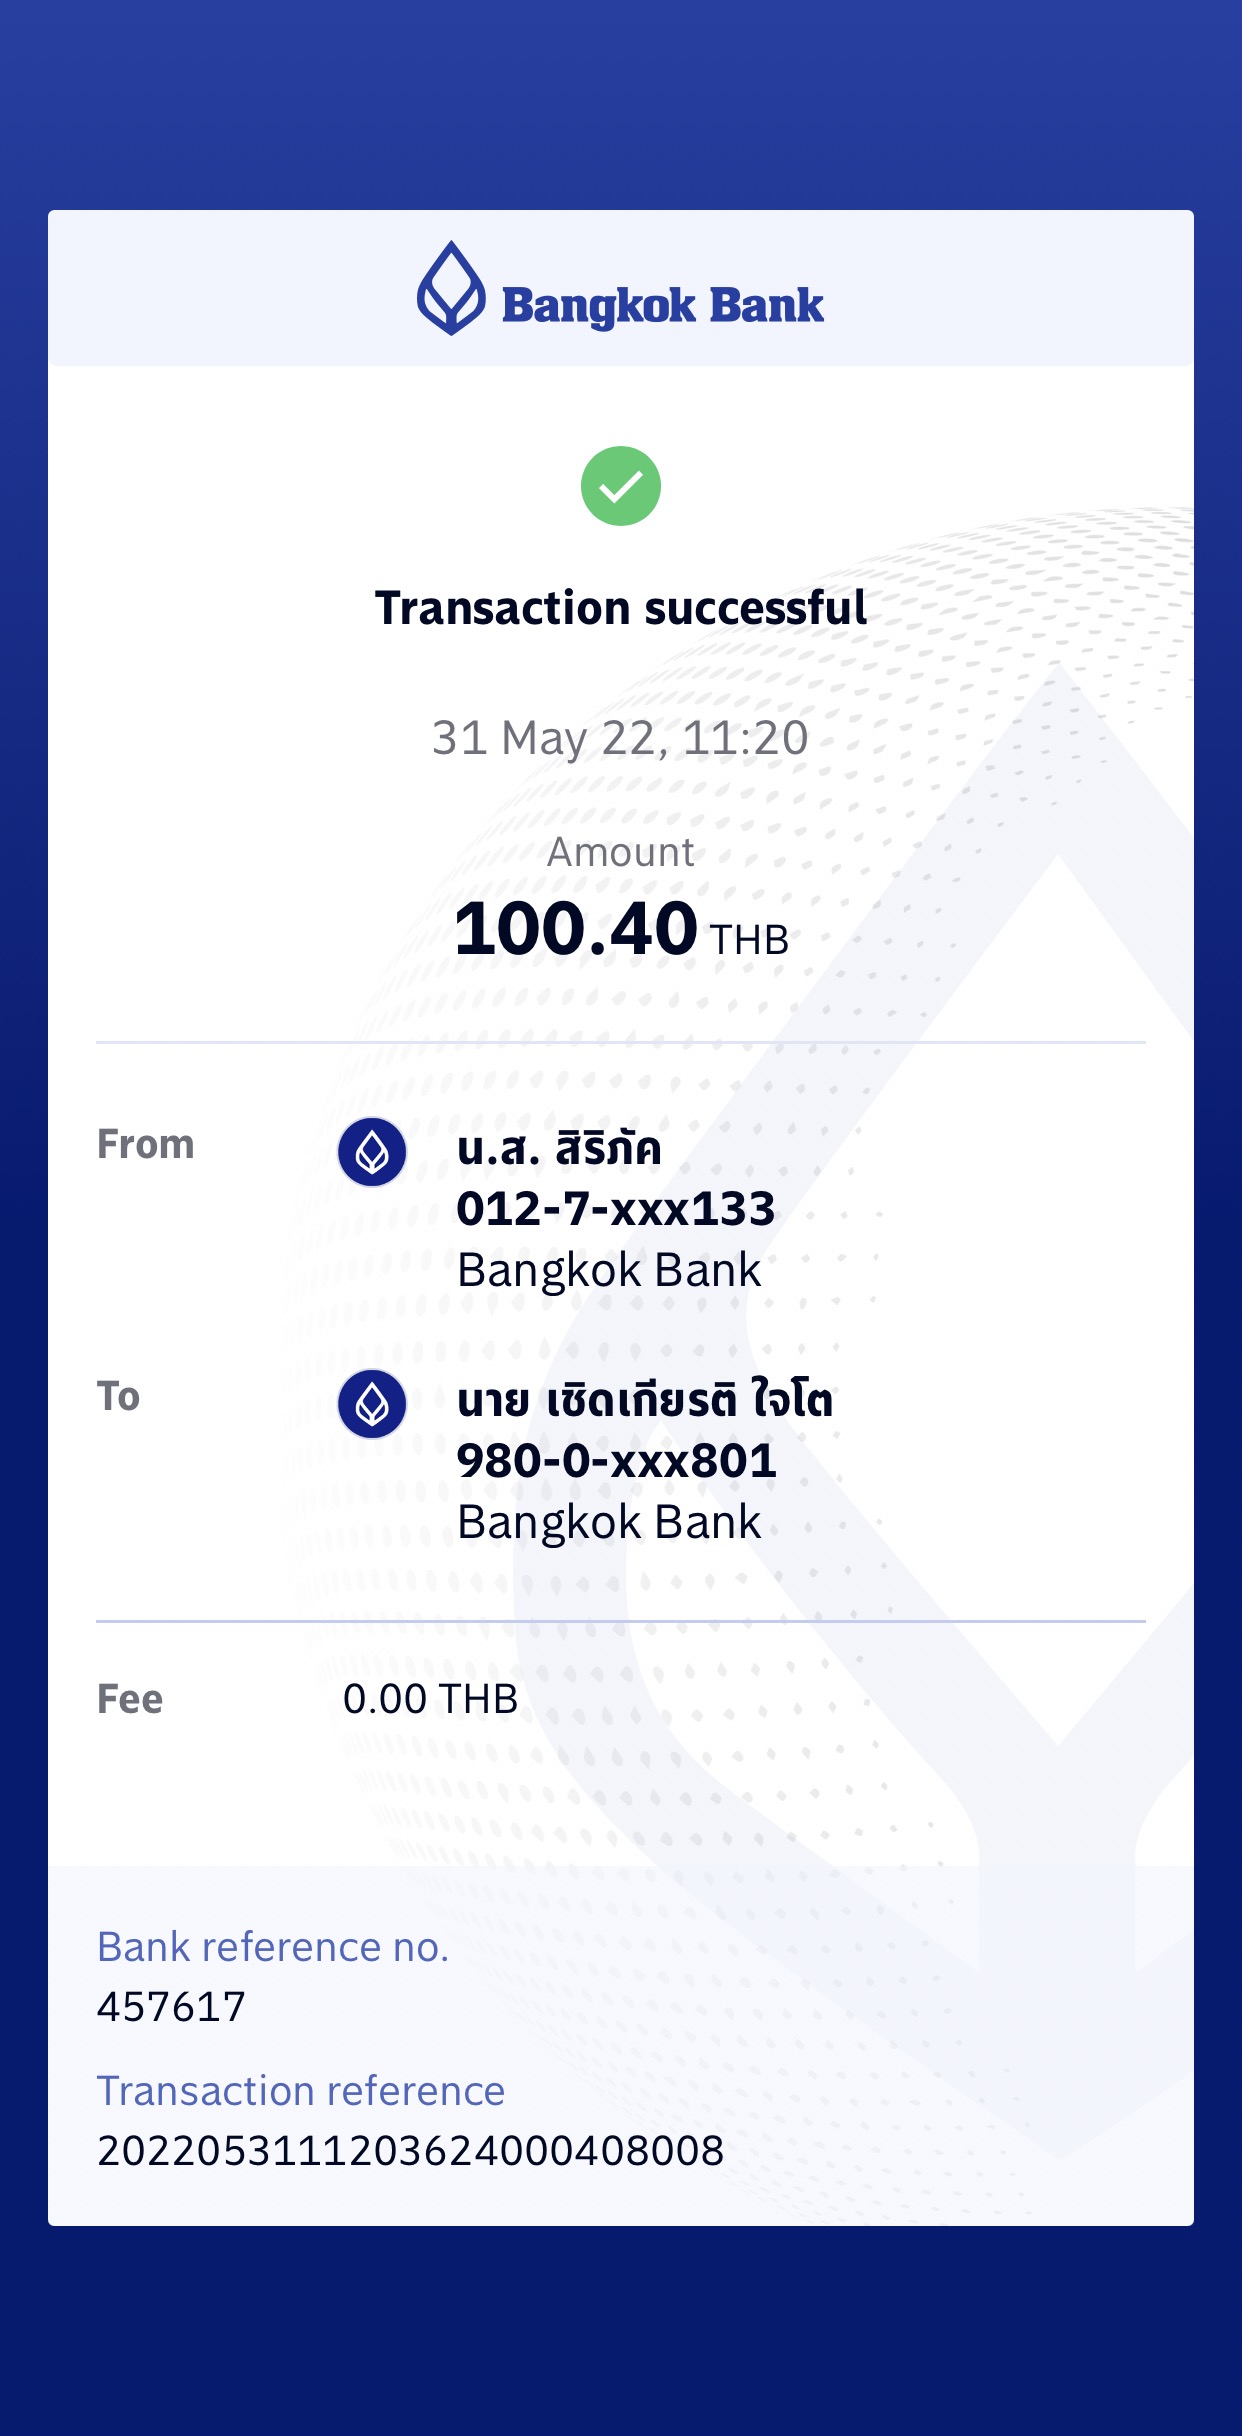 Bangkok Bank
Transaction successful
31 May 22, 11:20
Amount
100.40 THB
From
น.ส. สิริภัค
012-7-xxx133
Bangkok Bank
To
นาย เชิดเกียรติ ใจโต
980-0-xxx801
Bangkok Bank
Fee 0.00 THB
Bank reference no.
457617
Transaction reference
2022053111203624000408008